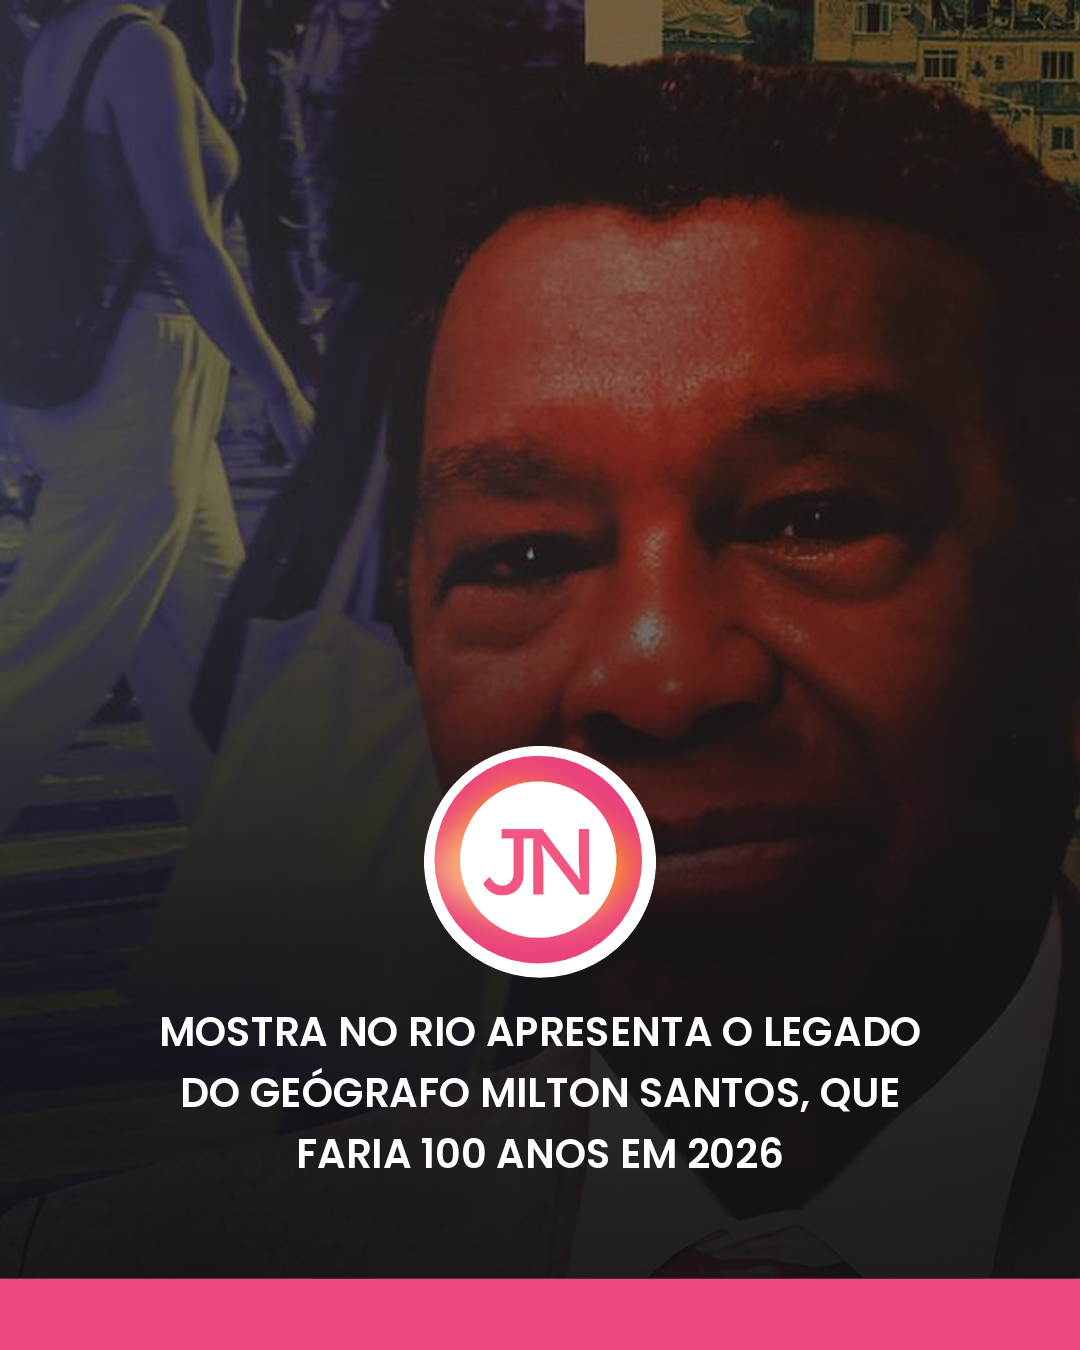 JN
MOSTRA NO RIO APRESENTA O LEGADO
DO GEÓGRAFO MILTON SANTOS, QUE
FARIA 100 ANOS EM 2026